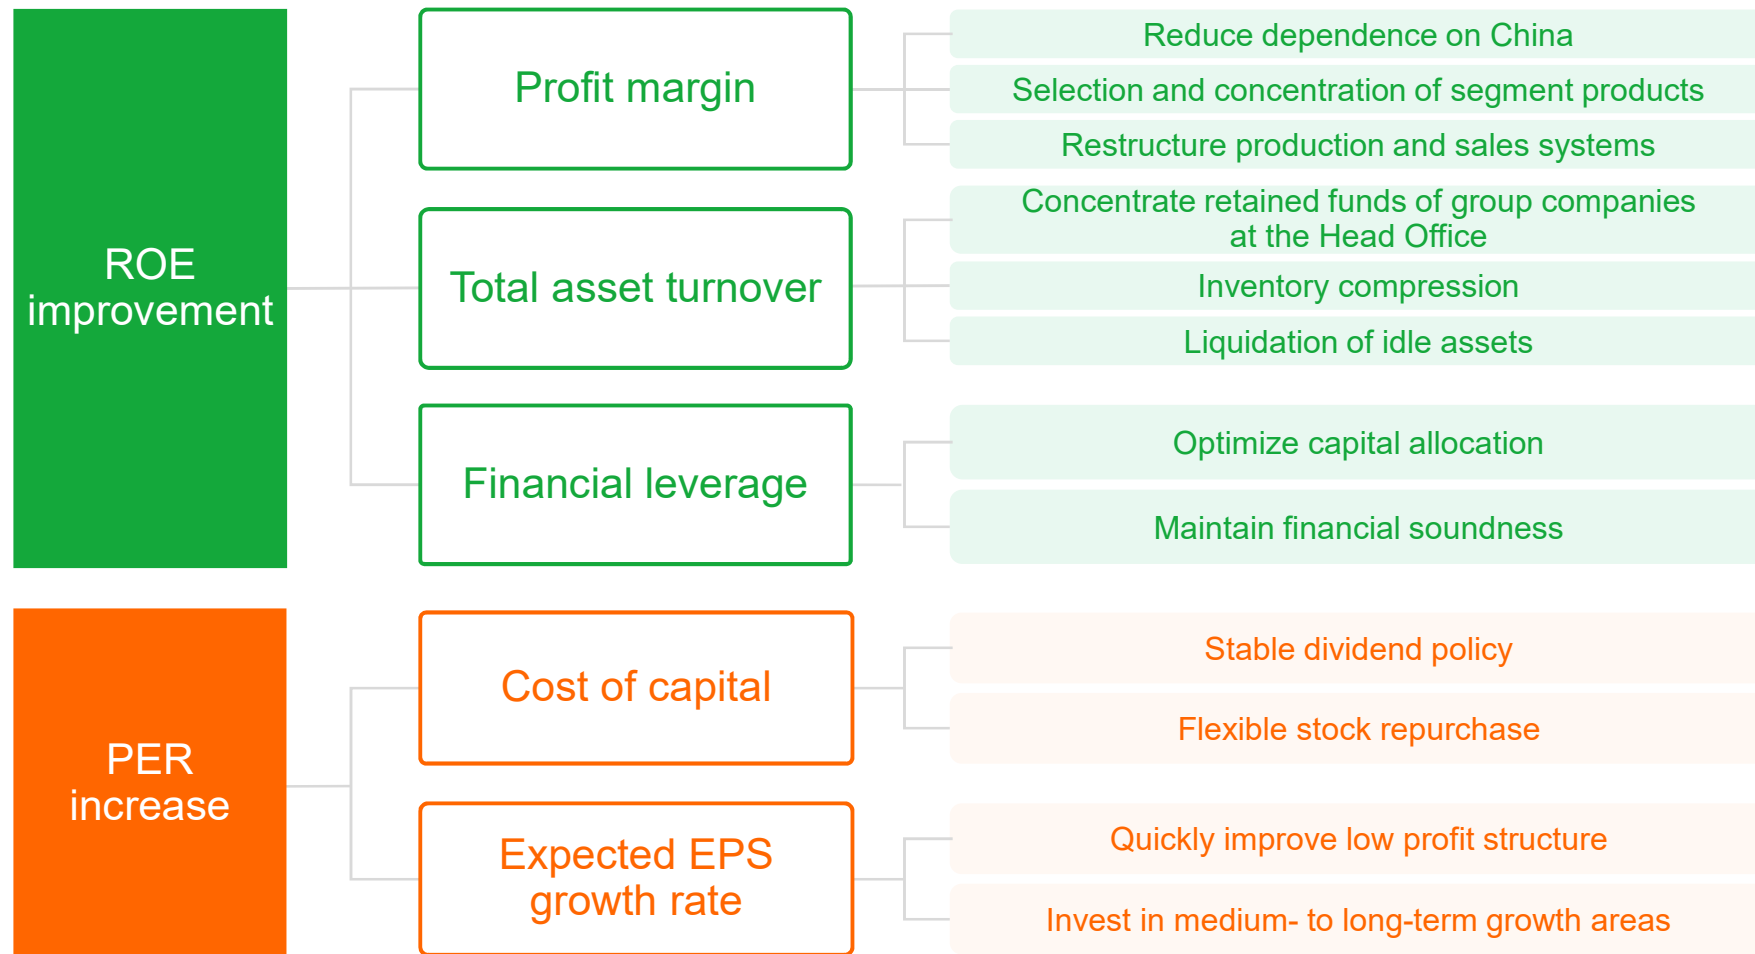 ROE
improvement
Profit margin
Reduce dependence on China
Selection and concentration of segment products
Restructure production and sales systems
Total asset turnover
Concentrate retained funds of group companies
at the Head Office
Inventory compression
Liquidation of idle assets
Financial leverage
Optimize capital allocation
Maintain financial soundness
PER
increase
Cost of capital
Stable dividend policy
Flexible stock repurchase
Expected EPS
growth rate
Quickly improve low profit structure
Invest in medium- to long-term growth areas